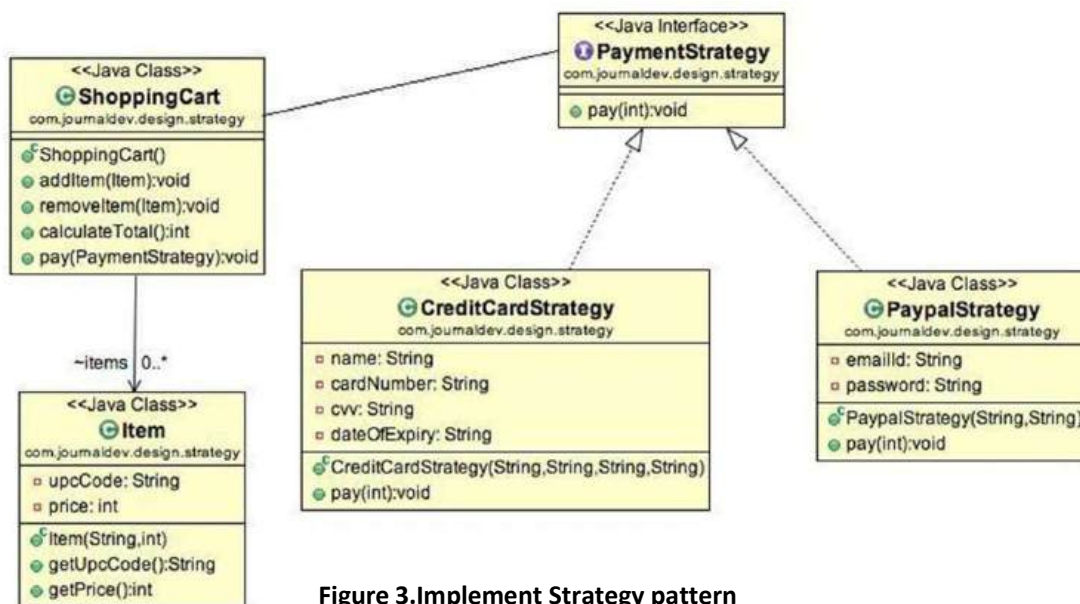 <<Java Class>>
ShoppingCart
com.journaldev.design.strategy
ShoppingCart()
addItem(Item):void
removeItem(Item):void
calculateTotal():int
pay(PaymentStrategy):void
<<Java Interface>>
PaymentStrategy
com.journaldev.design.strategy
pay(int):void
~items 0..*
<<Java Class>>
Item
com.journaldev.design.strategy
upcCode: String
price: int
Item(String,int)
getUpcCode():String
getPrice():int
<<Java Class>>
CreditCardStrategy
com.journaldev.design.strategy
name: String
cardNumber: String
cvv: String
dateOfExpiry: String
CreditCardStrategy(String,String,String,String)
pay(int):void
<<Java Class>>
PaypalStrategy
com.journaldev.design.strategy
emailId: String
password: String
PaypalStrategy(String,String)
pay(int):void
Figure 3.Implement Strategy pattern